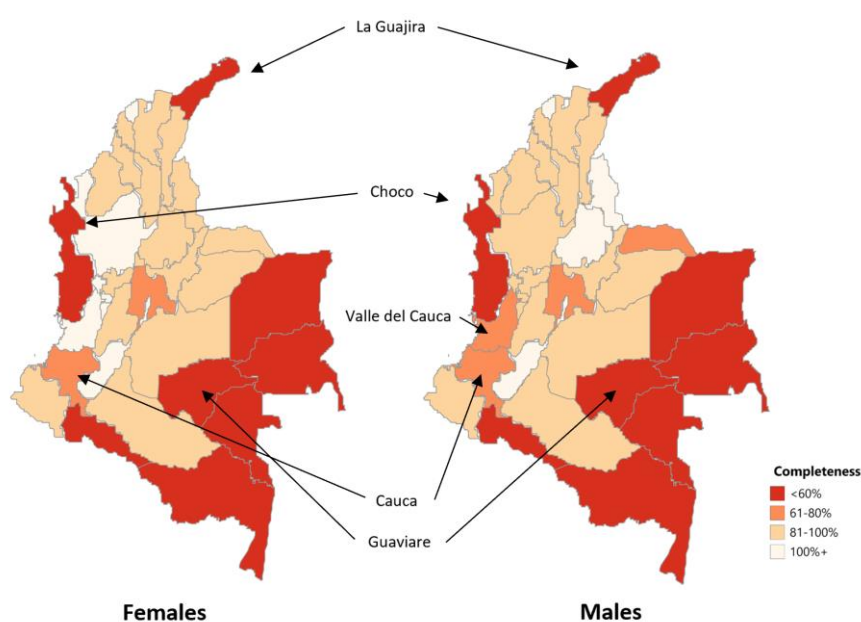 La Guajira
Choco
Valle del Cauca
Cauca
Guaviare
Completeness
<60%
61-80%
81-100%
100%+
Females
Males